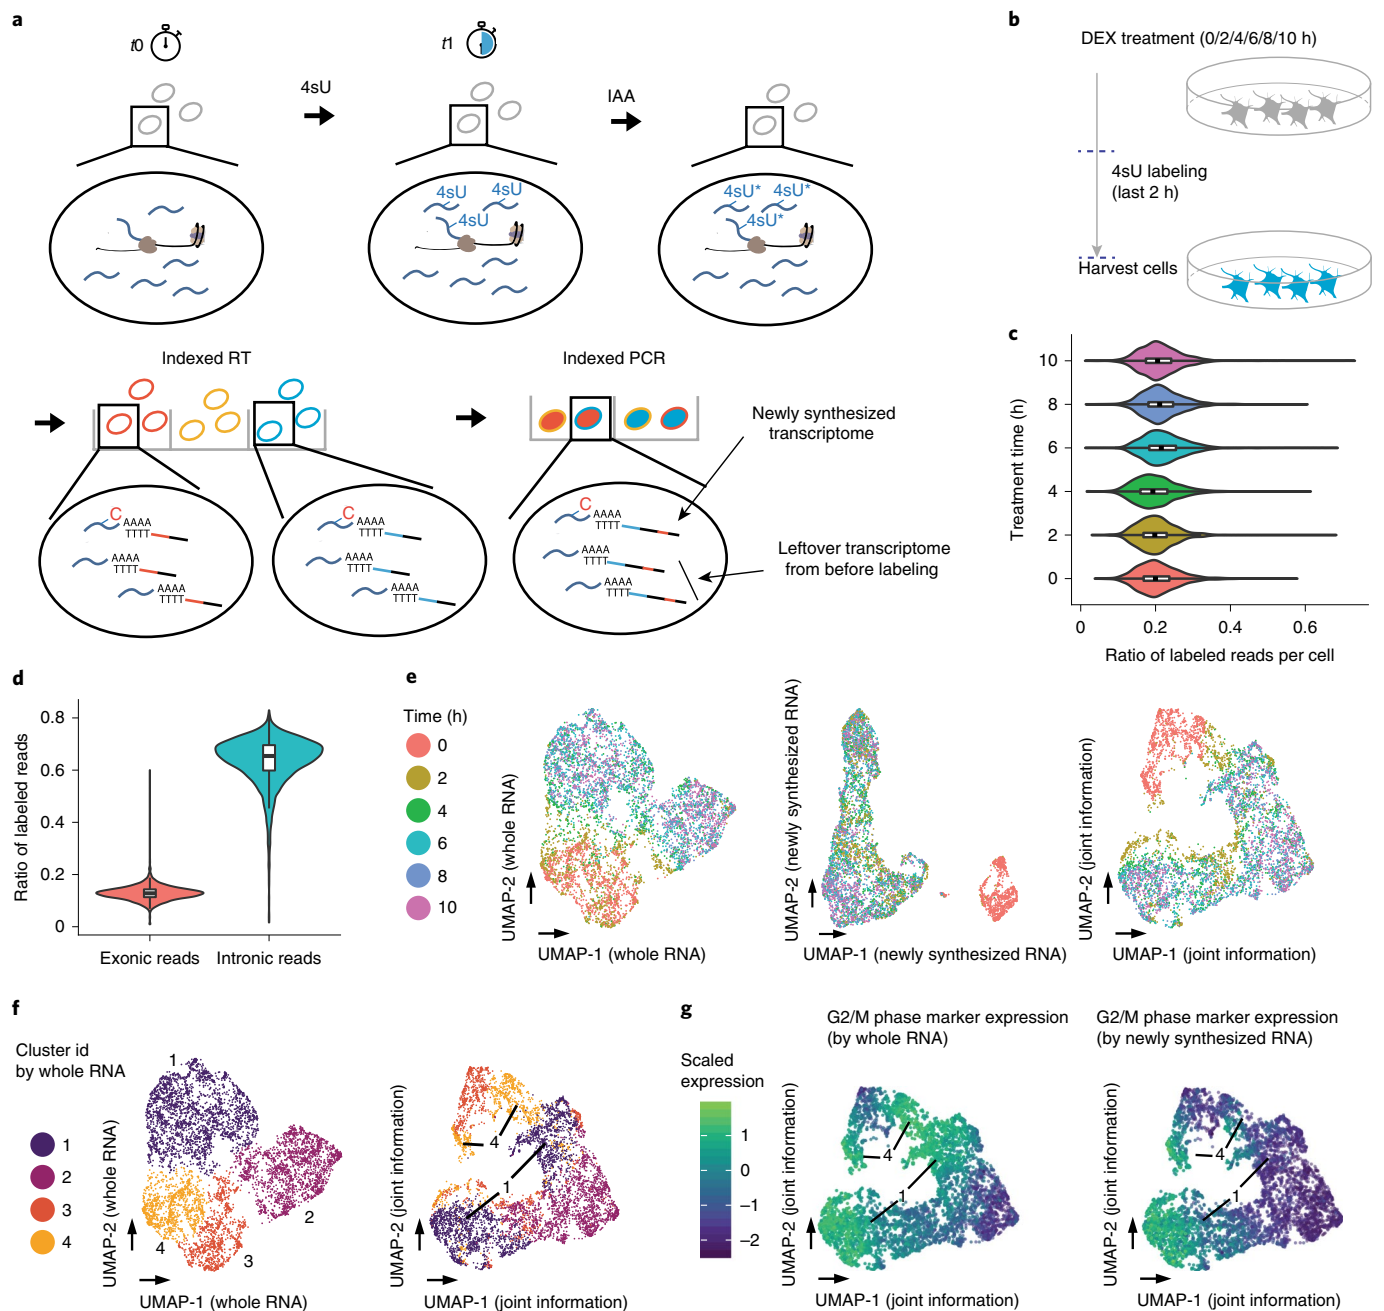 a
t0
t1
4sU
IAA
4sU
4sU
4sU
4sU*
4sU*
4sU*
Indexed RT
Indexed PCR
Newly synthesized
transcriptome
Leftover transcriptome
from before labeling
C
AAAA
TTTT
AAAA
TTTT
AAAA
TTTT
C
AAAA
TTTT
AAAA
TTTT
AAAA
TTTT
C
AAAA
TTTT
AAAA
TTTT
AAAA
TTTT
b
DEX treatment (0/2/4/6/8/10 h)
4sU labeling
(last 2 h)
Harvest cells
c
Treatment time (h)
10
8
6
4
2
0
0
0.2
0.4
0.6
Ratio of labeled reads per cell
d
Ratio of labeled reads
0.8
0.6
0.4
0.2
0
Exonic reads
Intronic reads
e
Time (h)
0
2
4
6
8
10
UMAP-2 (whole RNA)
UMAP-1 (whole RNA)
UMAP-2 (newly synthesized RNA)
UMAP-1 (newly synthesized RNA)
UMAP-2 (joint information)
UMAP-1 (joint information)
f
Cluster id
by whole RNA
1
2
3
4
1
2
3
4
UMAP-2 (whole RNA)
UMAP-1 (whole RNA)
4
1
UMAP-2 (joint information)
UMAP-1 (joint information)
g
G2/M phase marker expression
(by whole RNA)
G2/M phase marker expression
(by newly synthesized RNA)
Scaled
expression
1
0
−1
−2
4
1
UMAP-2 (joint information)
UMAP-1 (joint information)
4
1
UMAP-2 (joint information)
UMAP-1 (joint information)